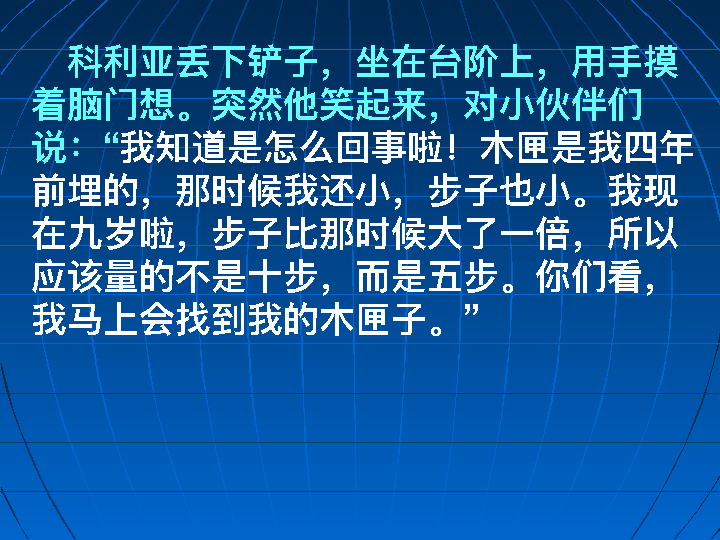 科利亚丢下铲子，坐在台阶上，用手摸
着脑门想。突然他笑起来，对小伙伴们
说：“我知道是怎么回事啦！木匣是我四年
前埋的，那时候我还小，步子也小。我现
在九岁啦，步子比那时候大了一倍，所以
应该量的不是十步，而是五步。你们看，
我马上会找到我的木匣子。”